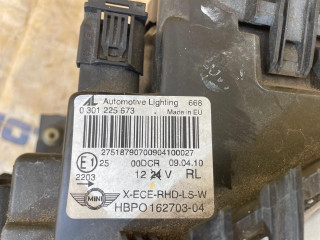 AL Automotive Lighting 668
0 301 225 673 Made in EU
27518790700904100027
E1 25 00DCR 09.04.10
2203 12 24 V RL
MINI X-ECE-RHD-LS-W
HBPO 162703-04